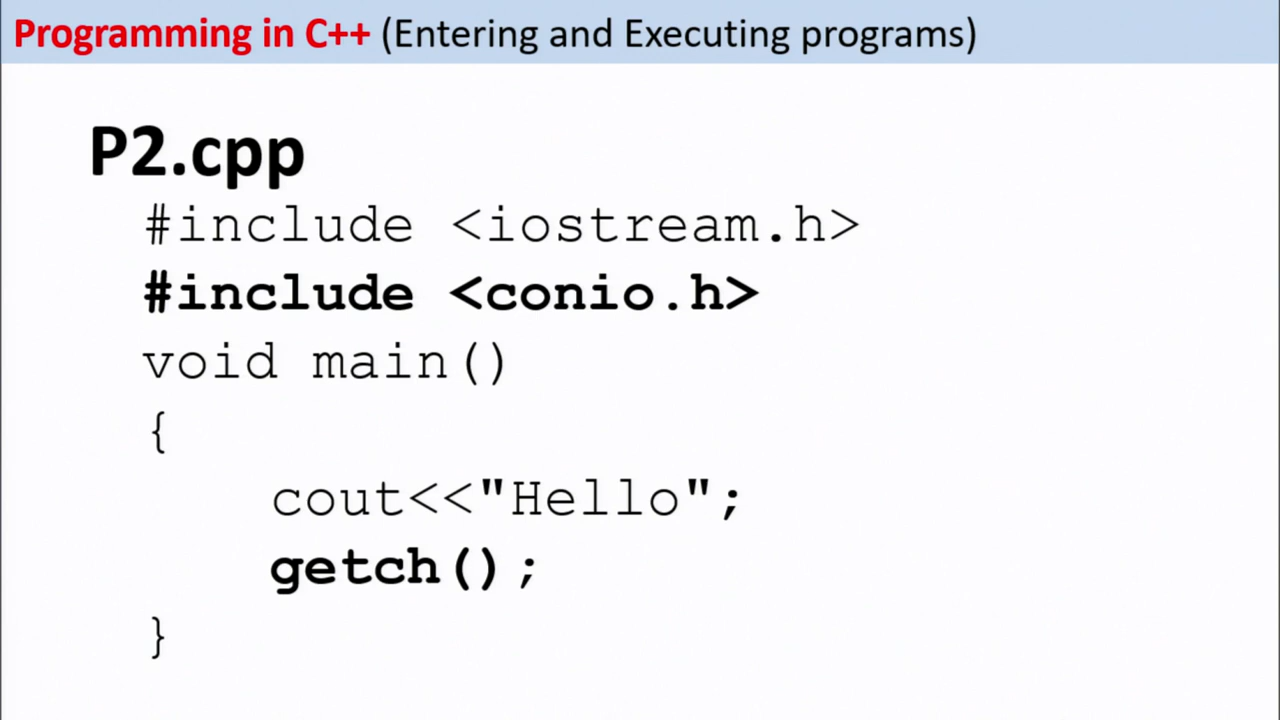 Programming in C++ (Entering and Executing programs)
P2.cpp
#include <iostream.h>
#include <conio.h>
void main()
{
cout<<"Hello";
getch();
}